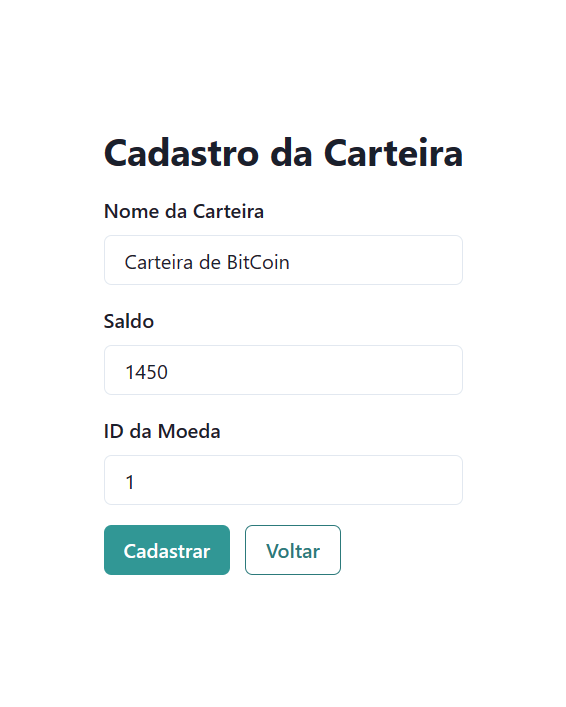 Cadastro da Carteira
Nome da Carteira
Carteira de BitCoin
Saldo
1450
ID da Moeda
1
Cadastrar
Voltar